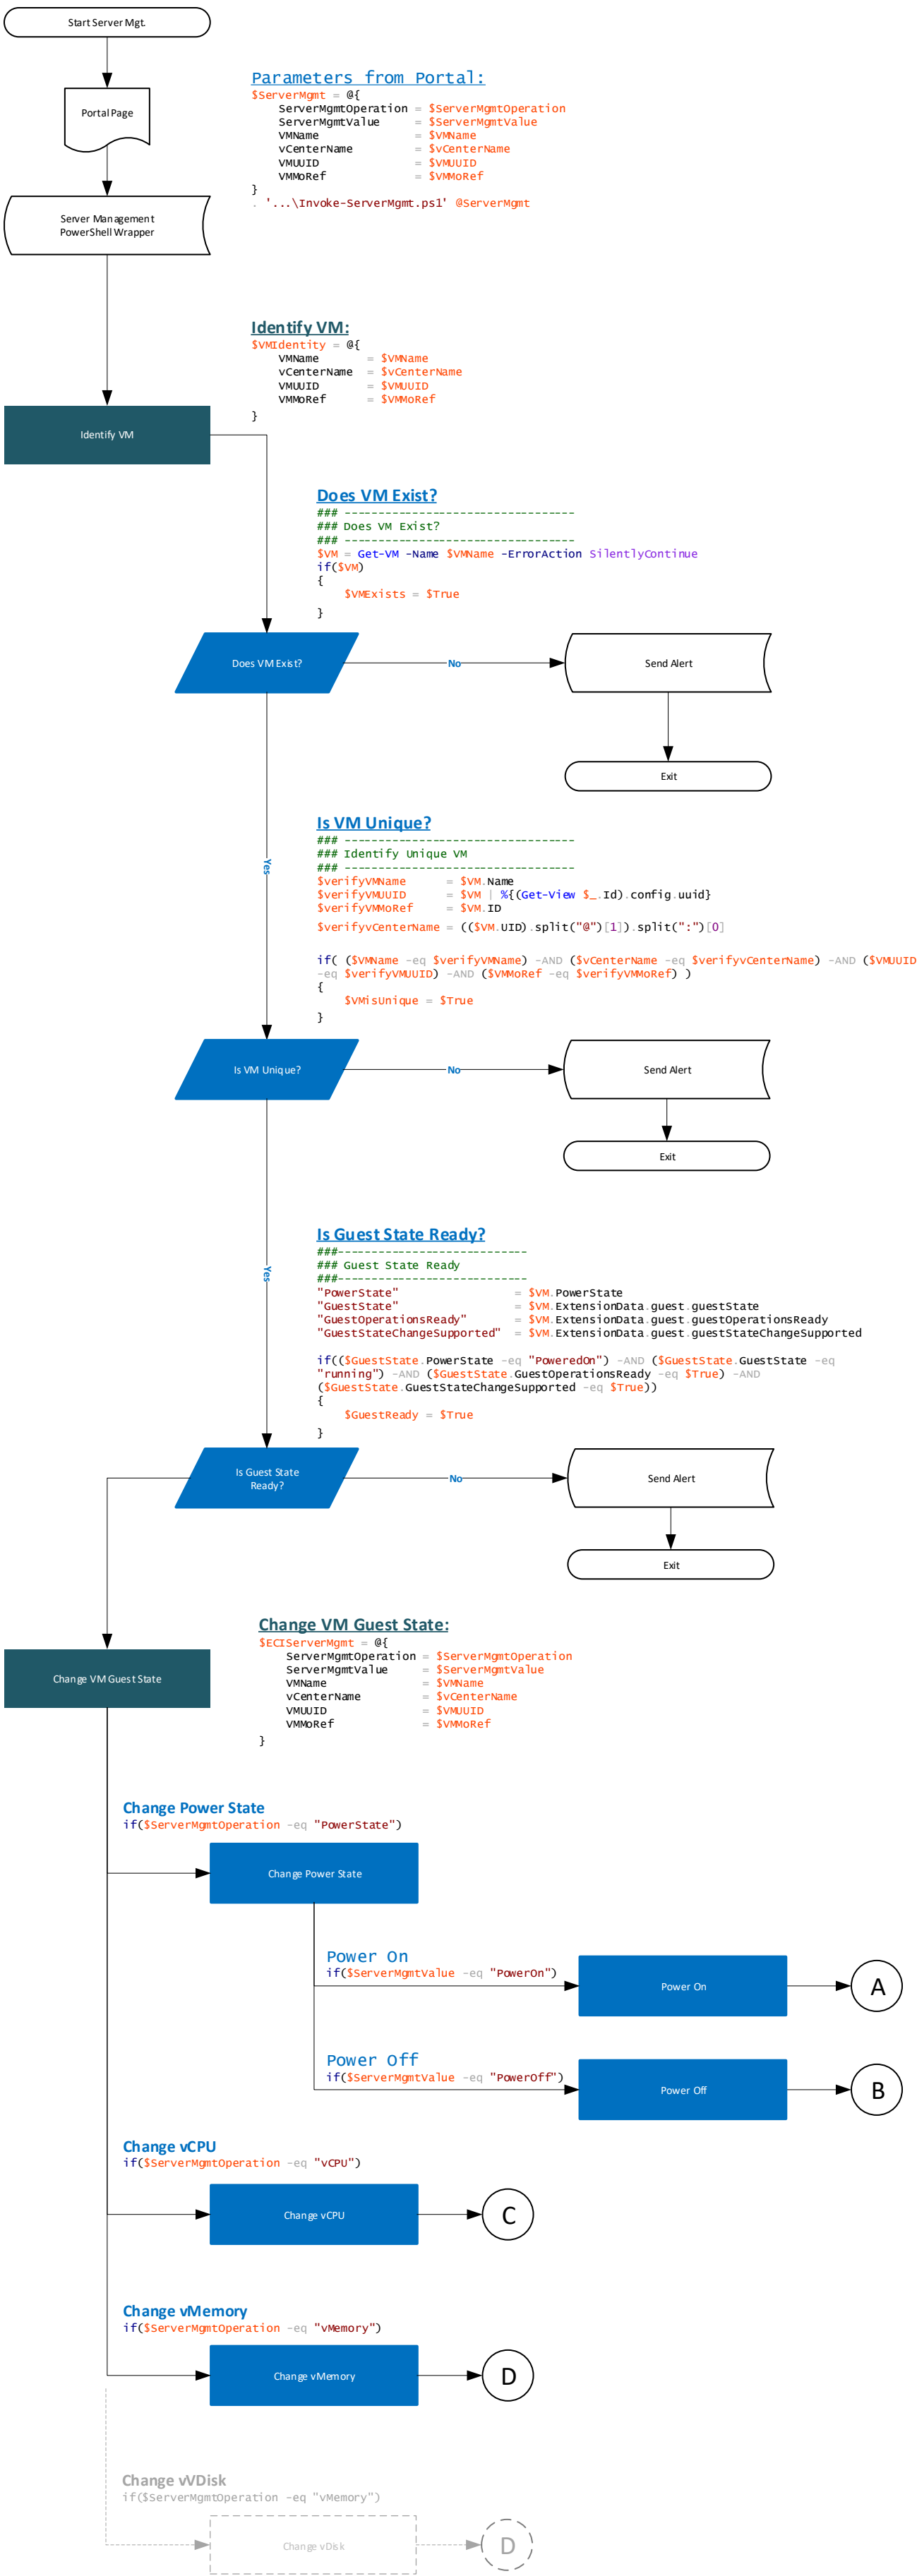 Start Server Mgt.
Portal Page
Parameters from Portal:
$ServerMgmt = @{
ServerMgmtOperation = $ServerMgmtOperation
ServerMgmtValue = $ServerMgmtValue
VMName = $VMName
vCenterName = $vCenterName
VMUUID = $VMUUID
VMMoRef = $VMMoRef
}
. '...\Invoke-ServerMgmt.ps1' @ServerMgmt
Server Management
PowerShell Wrapper
Identify VM:
$VMIdentity = @{
VMName = $VMName
vCenterName = $vCenterName
VMUUID = $VMUUID
VMMoRef = $VMMoRef
}
Identify VM
Does VM Exist?
### ----------------------------------
### Does VM Exist?
### ----------------------------------
$VM = Get-VM -Name $VMName -ErrorAction SilentlyContinue
if($VM)
{
$VMExists = $True
}
Does VM Exist?
No
Send Alert
Exit
Yes
Is VM Unique?
### ----------------------------------
### Identify Unique VM
### ----------------------------------
$verifyVMName = $VM.Name
$verifyVMUUID = $VM | %{(Get-View $_.Id).config.uuid}
$verifyVMMoRef = $VM.ID
$verifyvCenterName = (($VM.UID).split("@")[1]).split(":")[0]
if( ($VMName -eq $verifyVMName) -AND ($vCenterName -eq $verifyvCenterName) -AND ($VMUUID
-eq $verifyVMUUID) -AND ($VMMoRef -eq $verifyVMMoRef) )
{
$VMisUnique = $True
}
Is VM Unique?
No
Send Alert
Exit
Yes
Is Guest State Ready?
###----------------------------
### Guest State Ready
###----------------------------
"PowerState" = $VM.PowerState
"GuestState" = $VM.ExtensionData.guest.guestState
"GuestOperationsReady" = $VM.ExtensionData.guest.guestOperationsReady
"GuestStateChangeSupported" = $VM.ExtensionData.guest.guestStateChangeSupported
if(($GuestState.PowerState -eq "PoweredOn") -AND ($GuestState.GuestState -eq
"running") -AND ($GuestState.GuestOperationsReady -eq $True) -AND
($GuestState.GuestStateChangeSupported -eq $True))
{
$GuestReady = $True
}
Is Guest State
Ready?
No
Send Alert
Exit
Change VM Guest State:
$ECIServerMgmt = @{
ServerMgmtOperation = $ServerMgmtOperation
ServerMgmtValue = $ServerMgmtValue
VMName = $VMName
vCenterName = $vCenterName
VMUUID = $VMUUID
VMMoRef = $VMMoRef
}
Change VM Guest State
Change Power State
if($ServerMgmtOperation -eq "PowerState")
Change Power State
Power On
if($ServerMgmtValue -eq "PowerOn")
Power On
A
Power Off
if($ServerMgmtValue -eq "PowerOff")
Power Off
B
Change vCPU
if($ServerMgmtOperation -eq "vCPU")
Change vCPU
C
Change vMemory
if($ServerMgmtOperation -eq "vMemory")
Change vMemory
D
Change vVDisk
if($ServerMgmtOperation -eq "vMemory")
Change vDisk
D